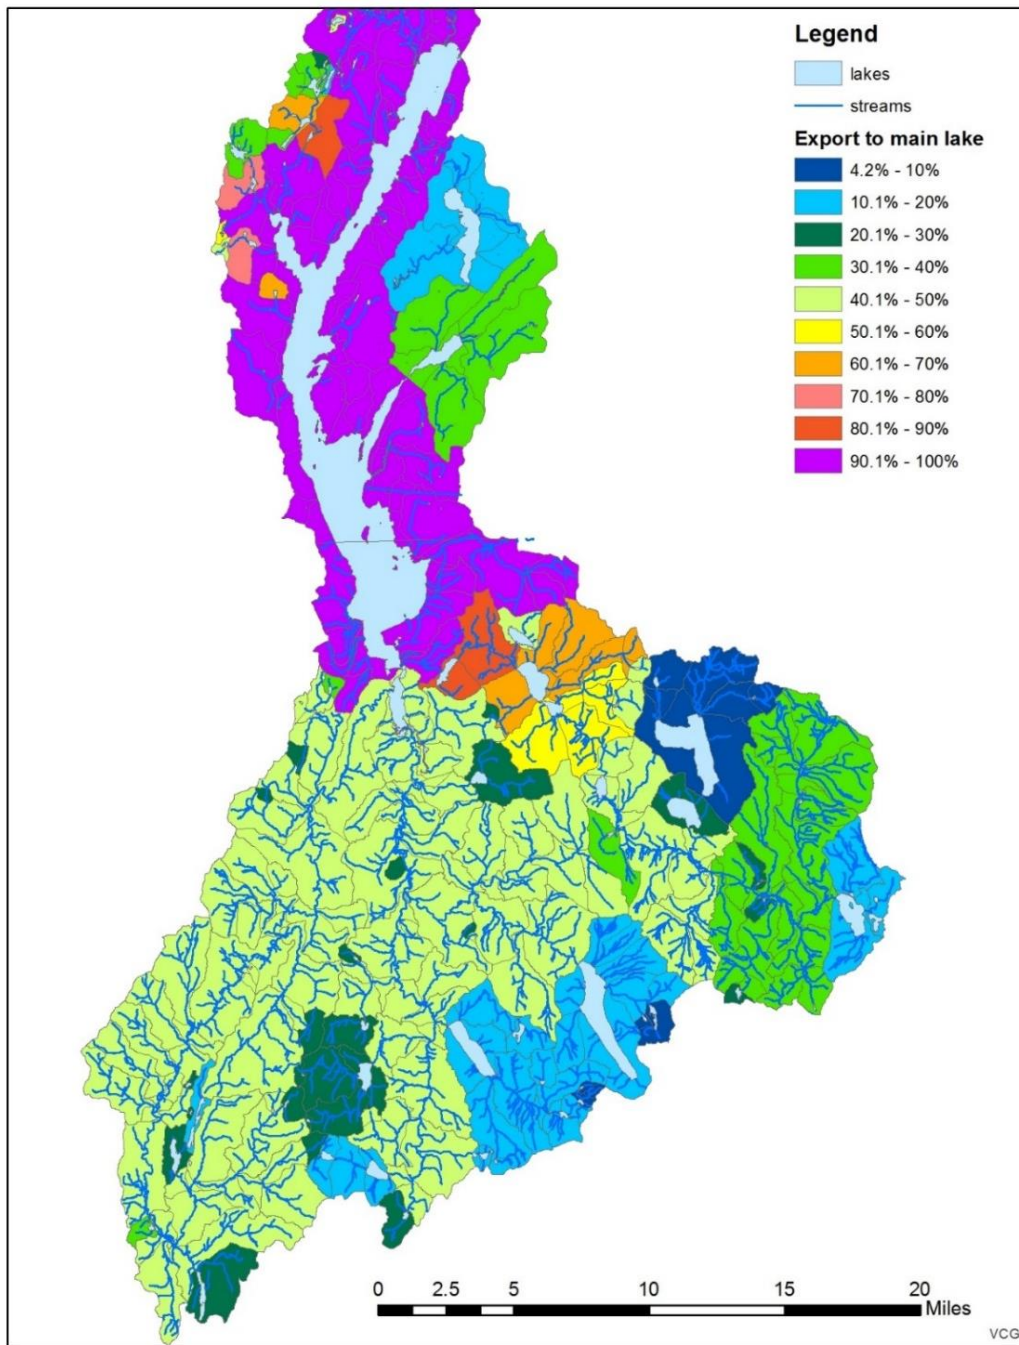 Legend
lakes
streams
Export to main lake
4.2% - 10%
10.1% - 20%
20.1% - 30%
30.1% - 40%
40.1% - 50%
50.1% - 60%
60.1% - 70%
70.1% - 80%
80.1% - 90%
90.1% - 100%
0 2.5 5 10 15 20
Miles
VCG